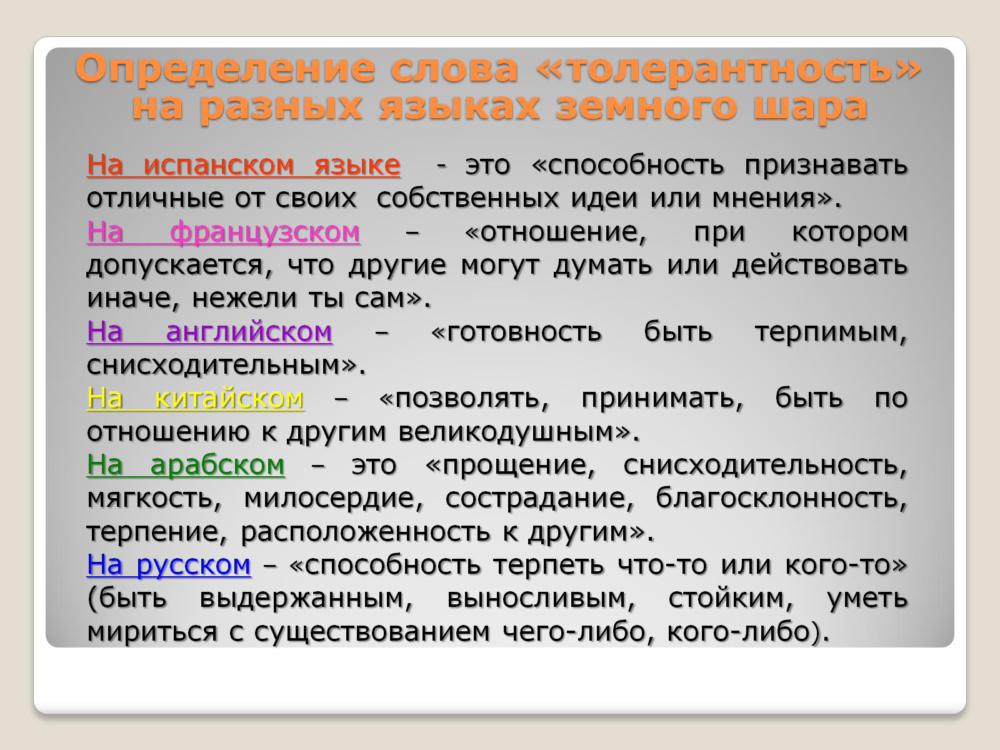 Определение слова «толерантность»
на разных языках земного шара
На испанском языке - это «способность признавать
отличные от своих собственных идеи или мнения».
На французском – «отношение, при котором
допускается, что другие могут думать или действовать
иначе, нежели ты сам».
На английском – «готовность быть терпимым,
снисходительным».
На китайском – «позволять, принимать, быть по
отношению к другим великодушным».
На арабском – это «прощение, снисходительность,
мягкость, милосердие, сострадание, благосклонность,
терпение, расположенность к другим».
На русском – «способность терпеть что-то или кого-то»
(быть выдержанным, выносливым, стойким, уметь
мириться с существованием чего-либо, кого-либо).